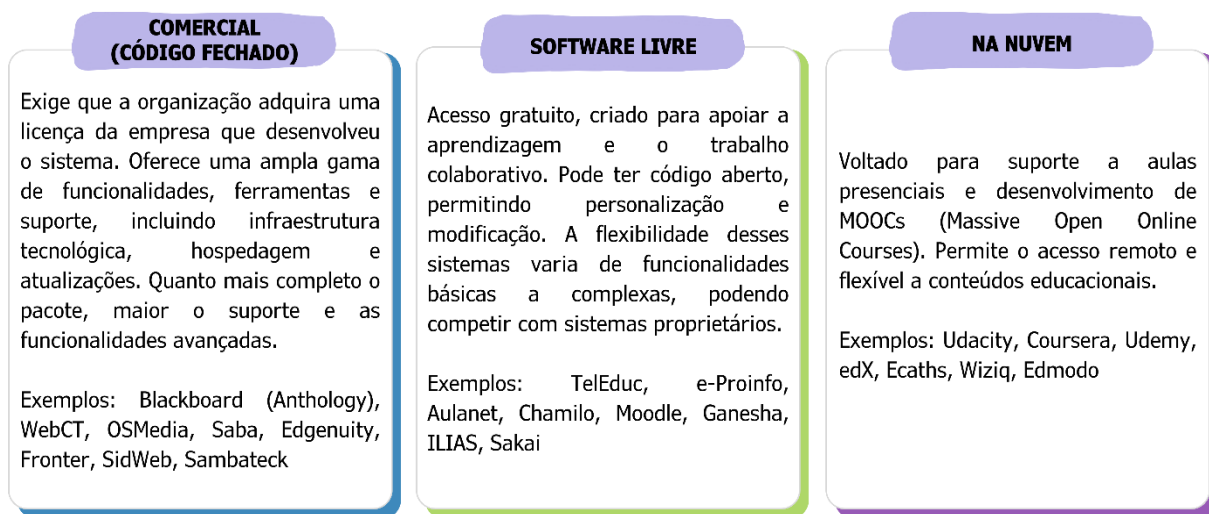 COMERCIAL
(CÓDIGO FECHADO)
Exige que a organização adquira uma
licença da empresa que desenvolveu
o sistema. Oferece uma ampla gama
de funcionalidades, ferramentas e
suporte, incluindo infraestrutura
tecnológica, hospedagem e
atualizações. Quanto mais completo o
pacote, maior o suporte e as
funcionalidades avançadas.
Exemplos: Blackboard (Anthology),
WebCT, OSMedia, Saba, Edgenuity,
Fronter, SidWeb, Sambateck
SOFTWARE LIVRE
Acesso gratuito, criado para apoiar a
aprendizagem e o trabalho
colaborativo. Pode ter código aberto,
permitindo personalização e
modificação. A flexibilidade desses
sistemas varia de funcionalidades
básicas a complexas, podendo
competir com sistemas proprietários.
Exemplos: TelEduc, e-Proinfo,
Aulanet, Chamilo, Moodle, Ganesha,
ILIAS, Sakai
NA NUVEM
Voltado para suporte a aulas
presenciais e desenvolvimento de
MOOCs (Massive Open Online
Courses). Permite o acesso remoto e
flexível a conteúdos educacionais.
Exemplos: Udacity, Coursera, Udemy,
edX, Ecaths, Wiziq, Edmodo